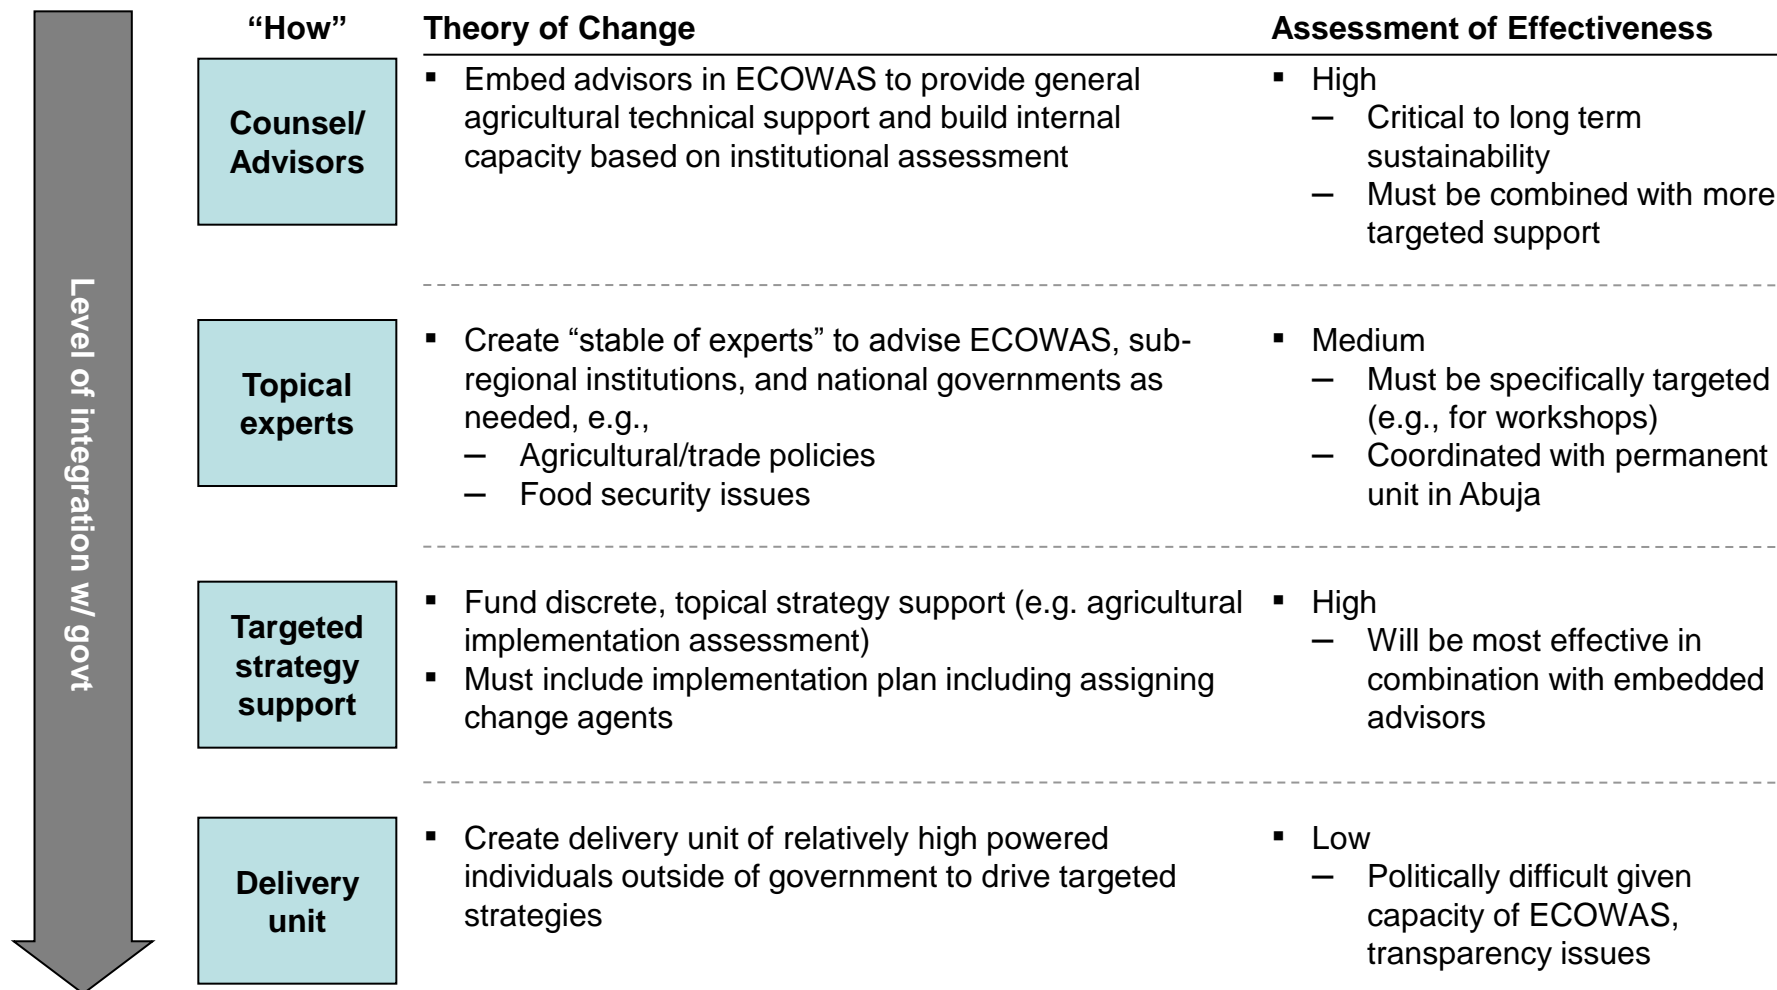 Level of integration w/ govt
“How”
Theory of Change
Assessment of Effectiveness
Counsel/
Advisors
▪ Embed advisors in ECOWAS to provide general
agricultural technical support and build internal
capacity based on institutional assessment
▪ High
– Critical to long term
sustainability
– Must be combined with more
targeted support
Topical
experts
▪ Create “stable of experts” to advise ECOWAS, sub-
regional institutions, and national governments as
needed, e.g.,
– Agricultural/trade policies
– Food security issues
▪ Medium
– Must be specifically targeted
(e.g., for workshops)
– Coordinated with permanent
unit in Abuja
Targeted
strategy
support
▪ Fund discrete, topical strategy support (e.g. agricultural
implementation assessment)
▪ Must include implementation plan including assigning
change agents
▪ High
– Will be most effective in
combination with embedded
advisors
Delivery
unit
▪ Create delivery unit of relatively high powered
individuals outside of government to drive targeted
strategies
▪ Low
– Politically difficult given
capacity of ECOWAS,
transparency issues